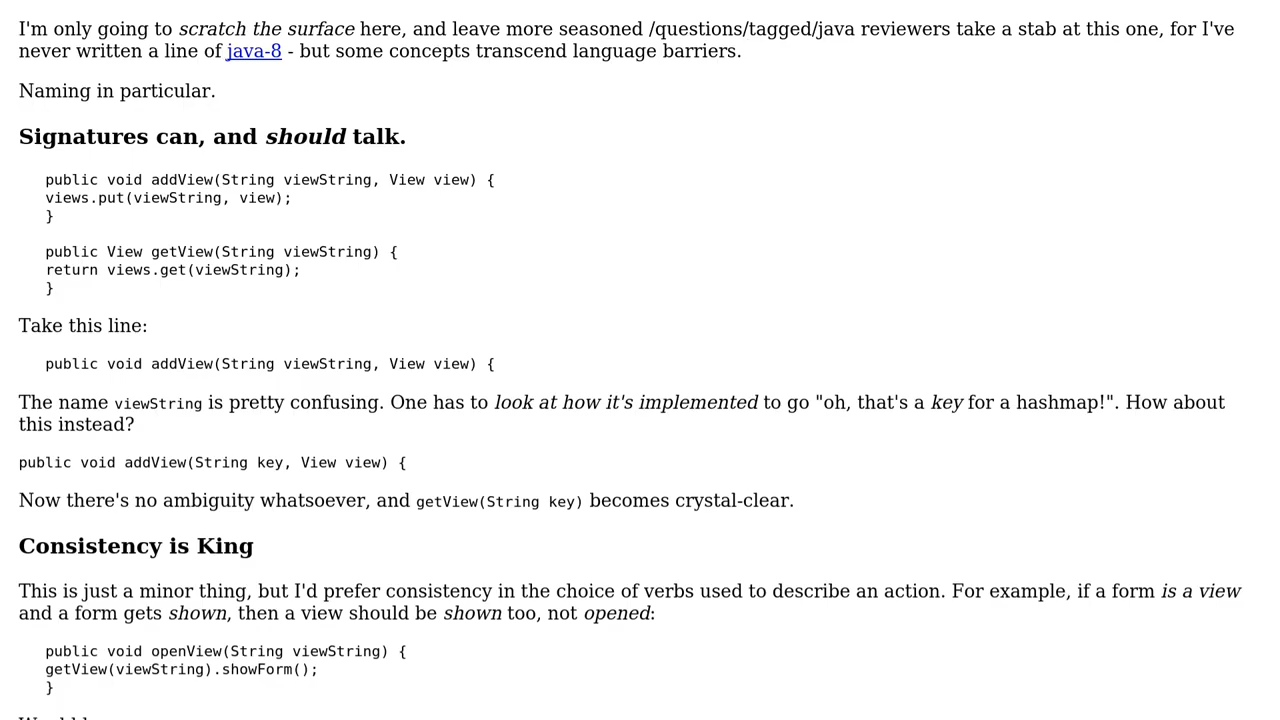 I'm only going to scratch the surface here, and leave more seasoned /questions/tagged/java reviewers take a stab at this one, for I've
never written a line of java-8 - but some concepts transcend language barriers.
Naming in particular.
Signatures can, and should talk.
public void addView(String viewString, View view) {
views.put(viewString, view);
}
public View getView(String viewString) {
return views.get(viewString);
}
Take this line:
public void addView(String viewString, View view) {
The name viewString is pretty confusing. One has to look at how it's implemented to go "oh, that's a key for a hashmap!". How about
this instead?
public void addView(String key, View view) {
Now there's no ambiguity whatsoever, and getView(String key) becomes crystal-clear.
Consistency is King
This is just a minor thing, but I'd prefer consistency in the choice of verbs used to describe an action. For example, if a form is a view
and a form gets shown, then a view should be shown too, not opened:
public void openView(String viewString) {
getView(viewString).showForm();
}